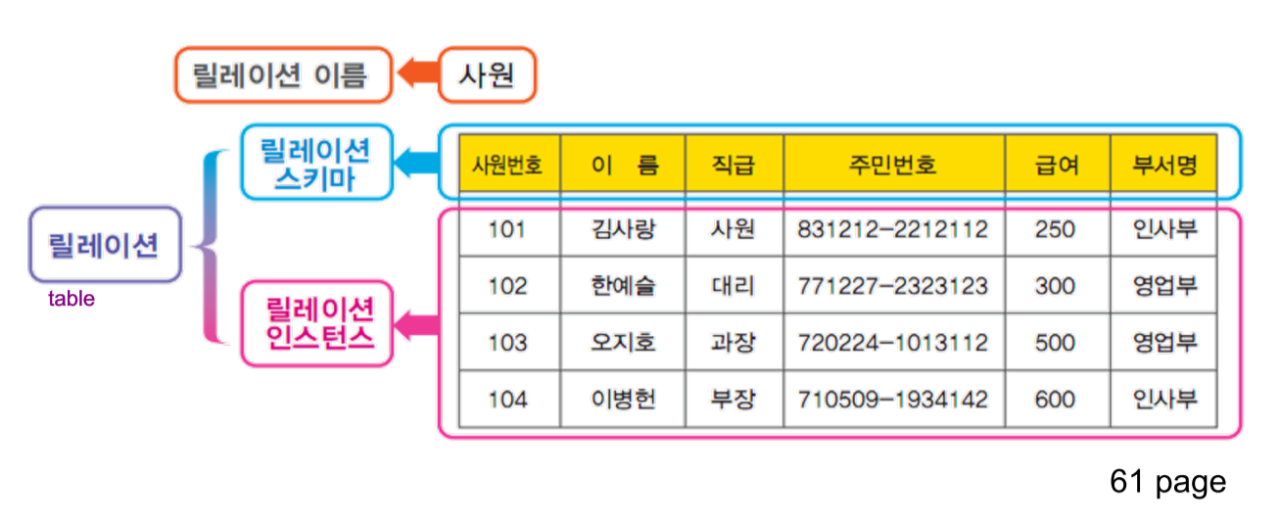 릴레이션 이름 사원
릴레이션
스키마
사원번호 이 름 직급 주민번호 급여 부서명
101 김사랑 사원 831212-2212112 250 인사부
릴레이션
table
102 한예슬 대리 771227-2323123 300 영업부
릴레이션
인스턴스
103 오지호 과장 720224-1013112 500 영업부
104 이병헌 부장 710509-1934142 600 인사부
61 page